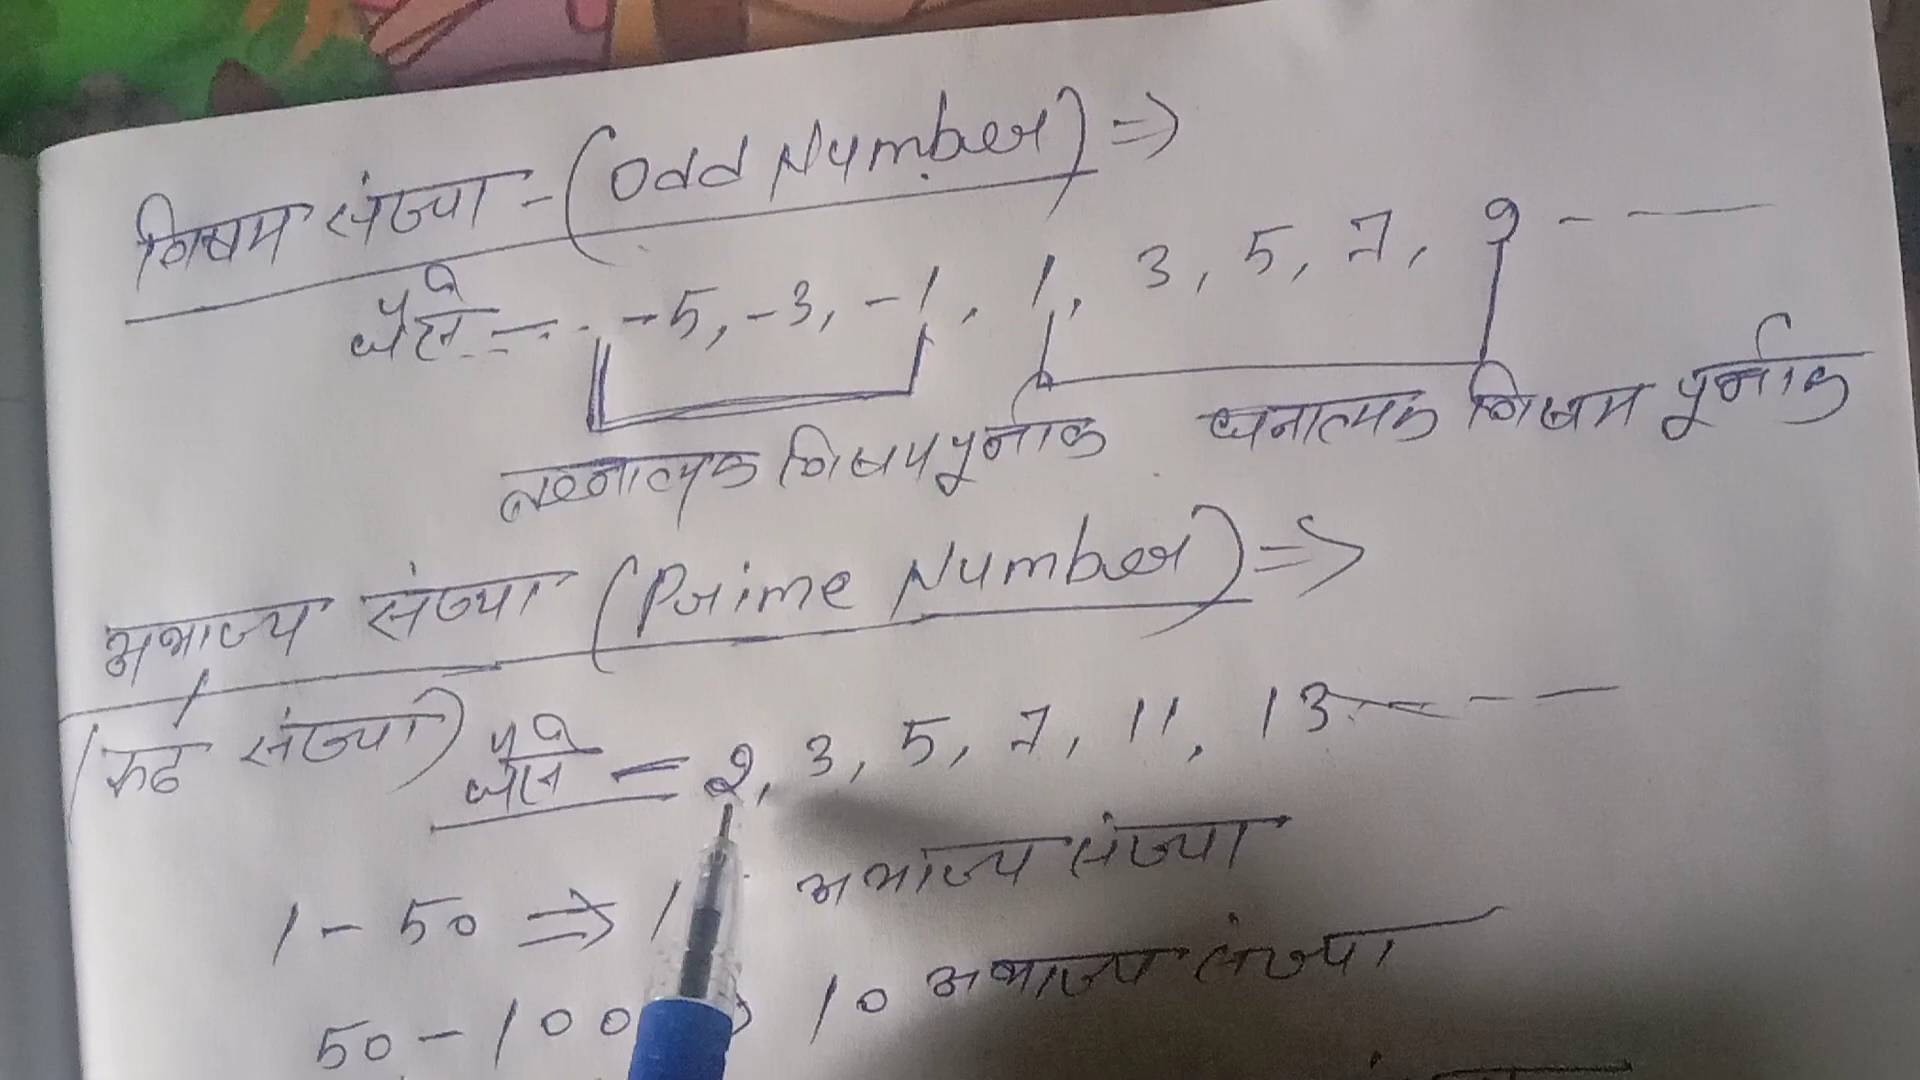 विषम संख्या - (Odd Number) ⇒
जैसे - - - -5, -3, -1, 1, 3, 5, 7, 9 - - -
ऋणात्मक विषम पूर्णांक धनात्मक विषम पूर्णांक
अभाज्य संख्या (Prime Number) ⇒
(रूढ़ संख्या) जैसे = 2, 3, 5, 7, 11, 13 - - -
1 - 50 ⇒ 1 अभाज्य संख्या
50 - 100 10 अभाज्य संख्या